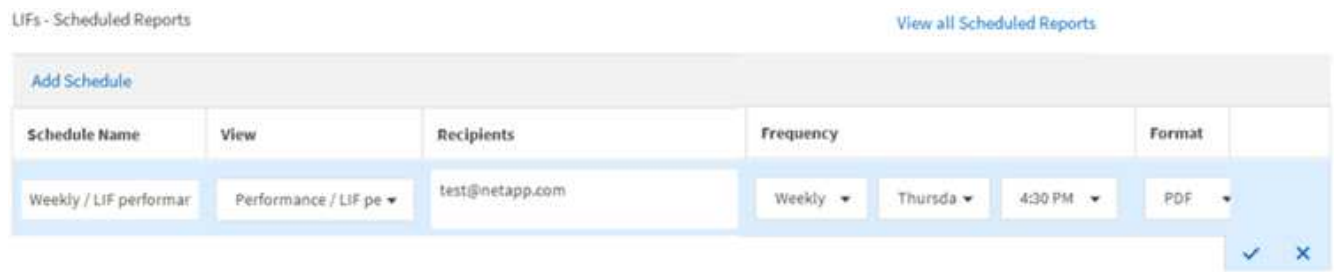 LIFs - Scheduled Reports View all Scheduled Reports
Add Schedule
Schedule Name View Recipients Frequency Format
Weekly / LIF performar Performance / LIF pe test@netapp.com Weekly Thursda 4:30 PM PDF